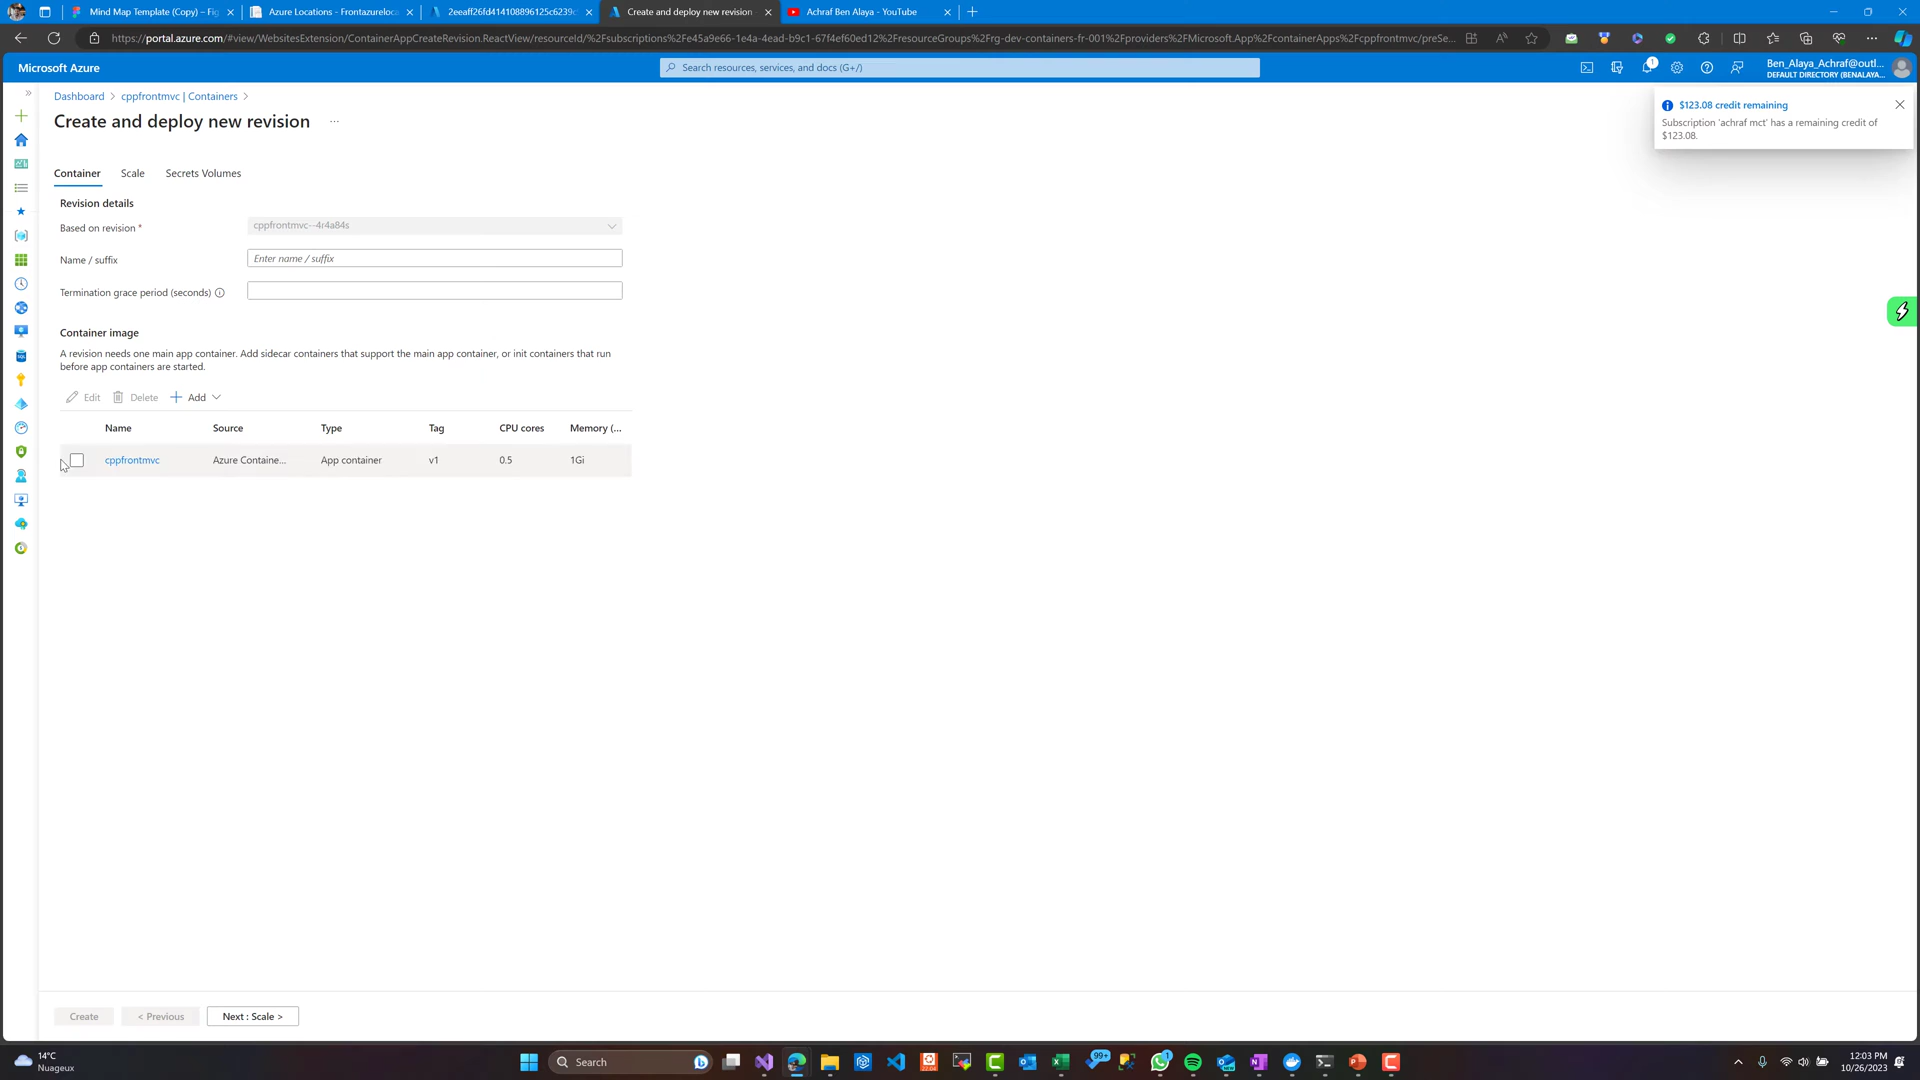 Mind Map Template (Copy) – Fig
Azure Locations - Frontazureloca
2eeaff26fd414108896125c6239c
Create and deploy new revision
Achraf Ben Alaya - YouTube
https://portal.azure.com/#view/WebsitesExtension/ContainerAppCreateRevision.ReactView/resourceId/%2Fsubscriptions%2Fe45a9e66-1e4a-4ead-b9c1-67f4ef60ed12%2FresourceGroups%2Frg-dev-containers-fr-001%2Fproviders%2FMicrosoft.App%2FcontainerApps%2Fcppfrontmvc/preSe...
Microsoft Azure
Search resources, services, and docs (G+/)
1
Ben_Alaya_Achraf@outl...
DEFAULT DIRECTORY (BENALAYA...
Dashboard > cppfrontmvc | Containers >
Create and deploy new revision ...
$123.08 credit remaining
Subscription 'achraf mct' has a remaining credit of
$123.08.
Container
Scale
Secrets Volumes
Revision details
Based on revision *
cppfrontmvc--4r4a84s
Name / suffix
Enter name / suffix
Termination grace period (seconds)
Container image
A revision needs one main app container. Add sidecar containers that support the main app container, or init containers that run
before app containers are started.
Edit
Delete
Add
Name Source Type Tag CPU cores Memory (...
cppfrontmvc Azure Containe... App container v1 0.5 1Gi
Create
< Previous
Next : Scale >
14°C
Nuageux
Search
99+
1
12:03 PM
10/26/2023